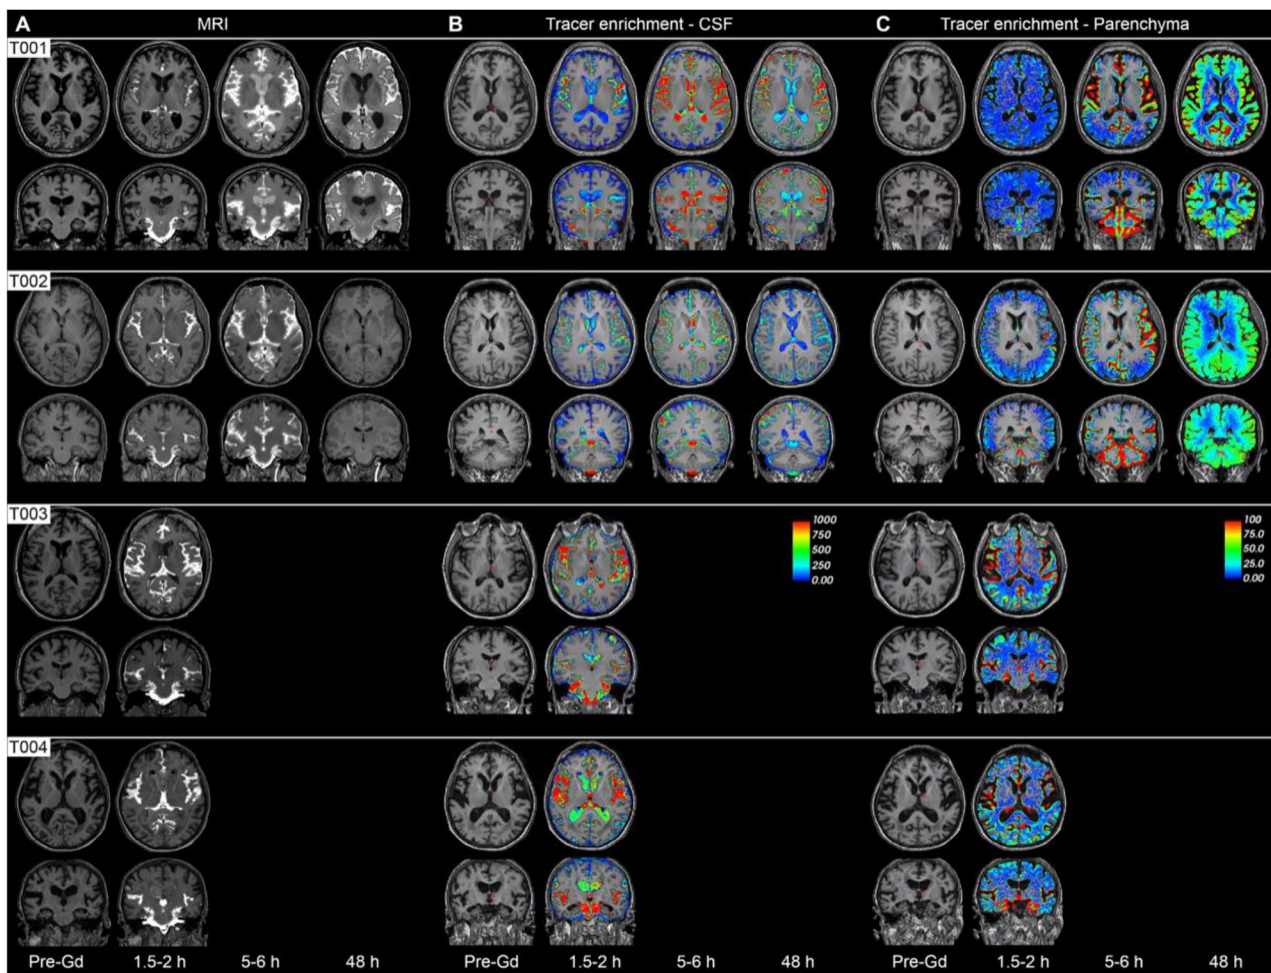 A MRI B Tracer enrichment - CSF C Tracer enrichment - Parenchyma
T001
T002
T003
1000 100
750 75.0
500 50.0
250 25.0
0.00 0.00
T004
Pre-Gd 1.5-2 h 5-6 h 48 h Pre-Gd 1.5-2 h 5-6 h 48 h Pre-Gd 1.5-2 h 5-6 h 48 h